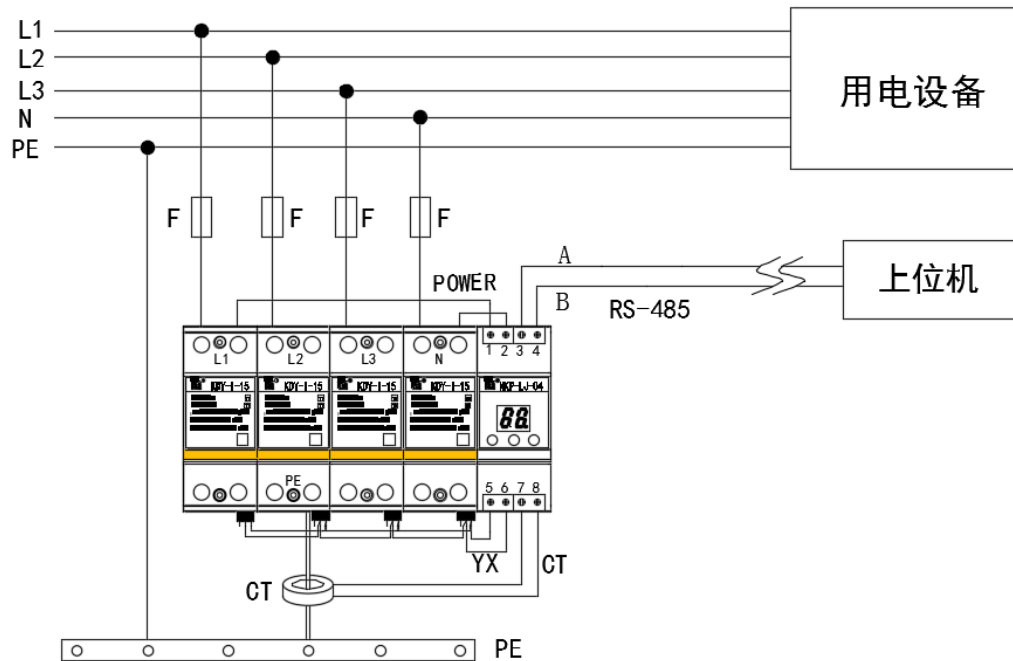 L1
L2
L3
N
PE
用电设备
F F F F
A
POWER
B
RS-485
上位机
1 2 3 4
L1 L2 L3 N
KDY-I-15 KDY-I-15 KDY-I-15 KDY-I-15 NKP-LJ-04
88.
PE
5 6 7 8
YX
CT
CT
PE